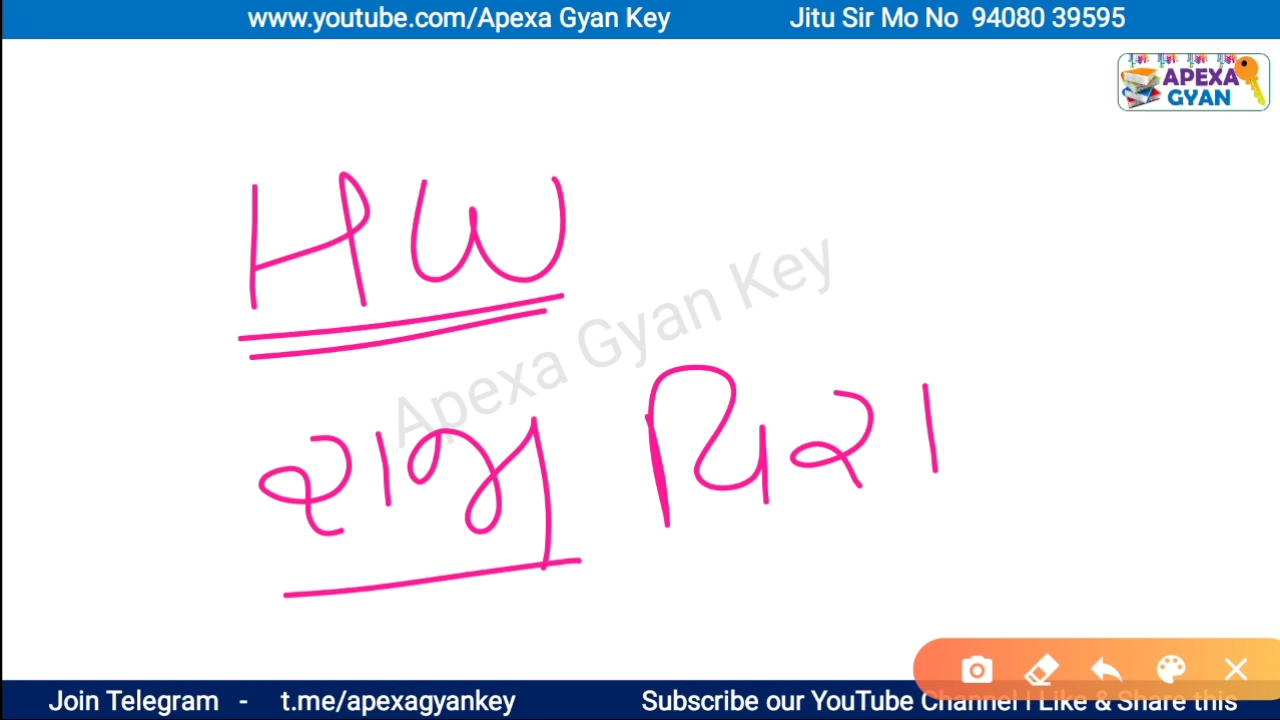 www.youtube.com/Apexa Gyan Key Jitu Sir Mo No 94080 39595
APEXA
GYAN
HW
Apexa Gyan Key
Join Telegram - t.me/apexagyankey Subscribe our YouTube Channel | Like & Share this